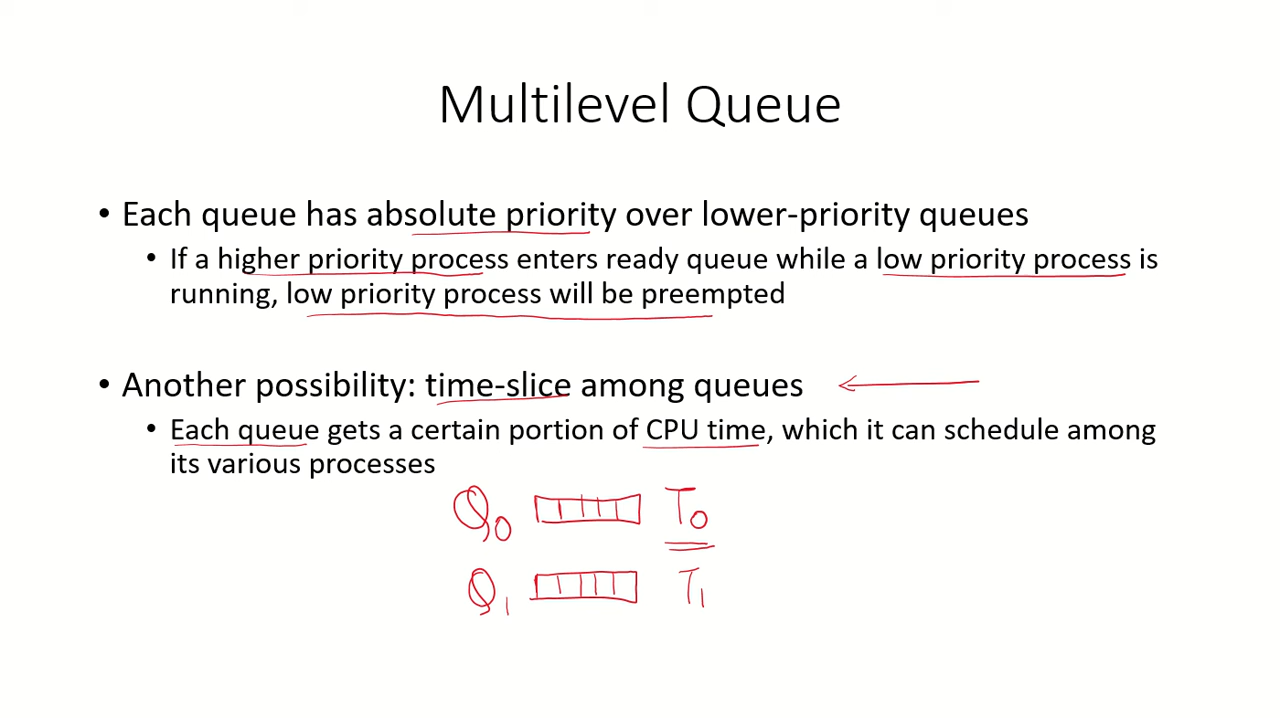 Multilevel Queue
• Each queue has absolute priority over lower-priority queues
• If a higher priority process enters ready queue while a low priority process is
running, low priority process will be preempted
• Another possibility: time-slice among queues
• Each queue gets a certain portion of CPU time, which it can schedule among
its various processes
Q0 T0
Q1 T1